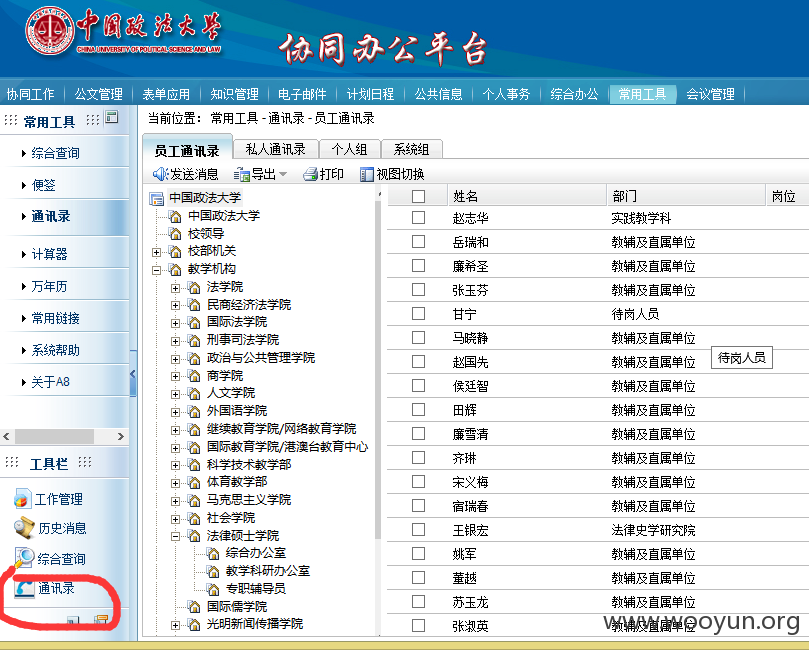 中国政法大学
CHINA UNIVERSITY OF POLITICAL SCIENCE AND LAW
协同办公平台
协同工作 公文管理 表单应用 知识管理 电子邮件 计划日程 公共信息 个人事务 综合办公 常用工具 会议管理
常用工具
综合查询
便签
通讯录
计算器
万年历
常用链接
系统帮助
关于A8
工具栏
工作管理
历史消息
综合查询
通讯录
当前位置: 常用工具 - 通讯录 - 员工通讯录
员工通讯录 私人通讯录 个人组 系统组
发送消息 导出 打印 视图切换
中国政法大学
中国政法大学
校领导
校部机关
教学机构
法学院
民商经济法学院
国际法学院
刑事司法学院
政治与公共管理学院
商学院
人文学院
外国语学院
继续教育学院/网络教育学院
国际教育学院/港澳台教育中心
科学技术教学部
体育教学部
马克思主义学院
社会学院
法律硕士学院
综合办公室
教学科研办公室
专职辅导员
国际儒学院
光明新闻传播学院
姓名 部门 岗位
赵志华 实践教学科
岳瑞和 教辅及直属单位
廉希圣 教辅及直属单位
张玉芬 教辅及直属单位
甘宁 待岗人员
马晓静 教辅及直属单位
赵国先 教辅及直属单位
待岗人员
侯廷智 教辅及直属单位
田辉 教辅及直属单位
廉雪清 教辅及直属单位
齐琳 教辅及直属单位
宋义梅 教辅及直属单位
宿瑞春 教辅及直属单位
王银宏 法律史学研究院
姚军 教辅及直属单位
董越 教辅及直属单位
苏玉龙 教辅及直属单位
张淑英 教辅及直属单位
www.wooyun.org